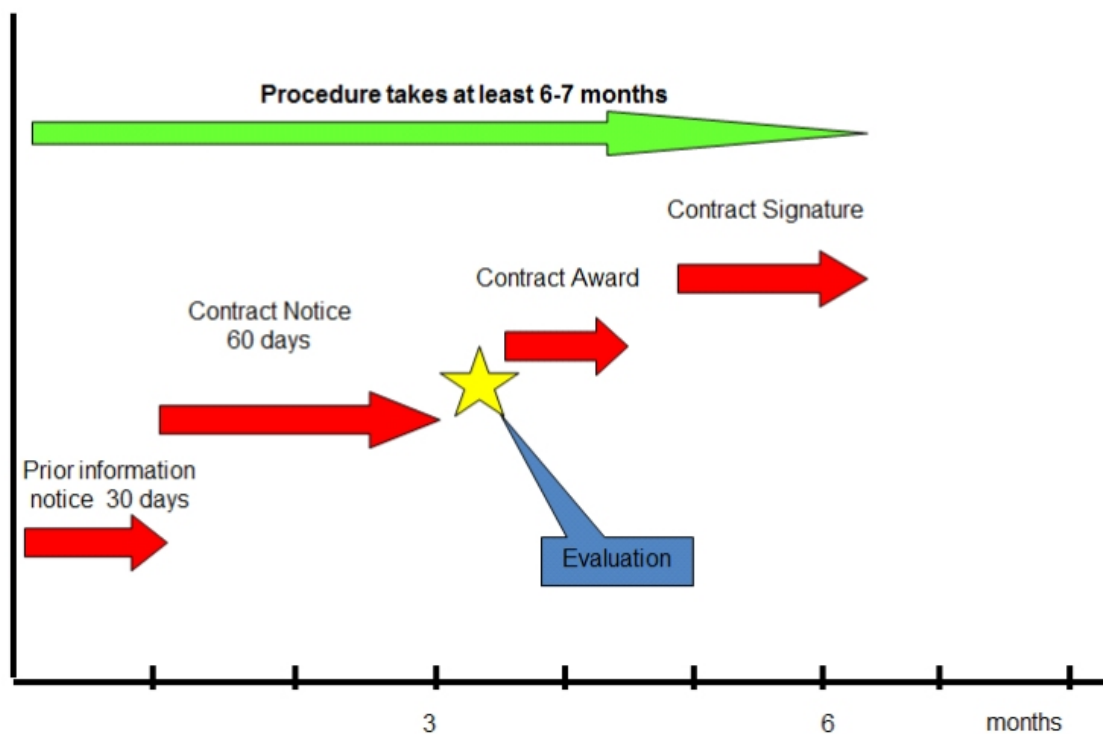 Procedure takes at least 6-7 months
Contract Signature
Contract Award
Contract Notice
60 days
Prior information
notice 30 days
Evaluation
3
6
months